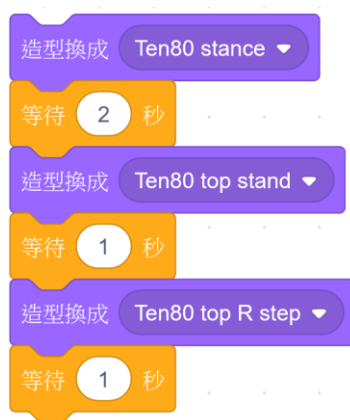 造型換成 Ten80 stance
等待 2 秒
造型換成 Ten80 top stand
等待 1 秒
造型換成 Ten80 top R step
等待 1 秒